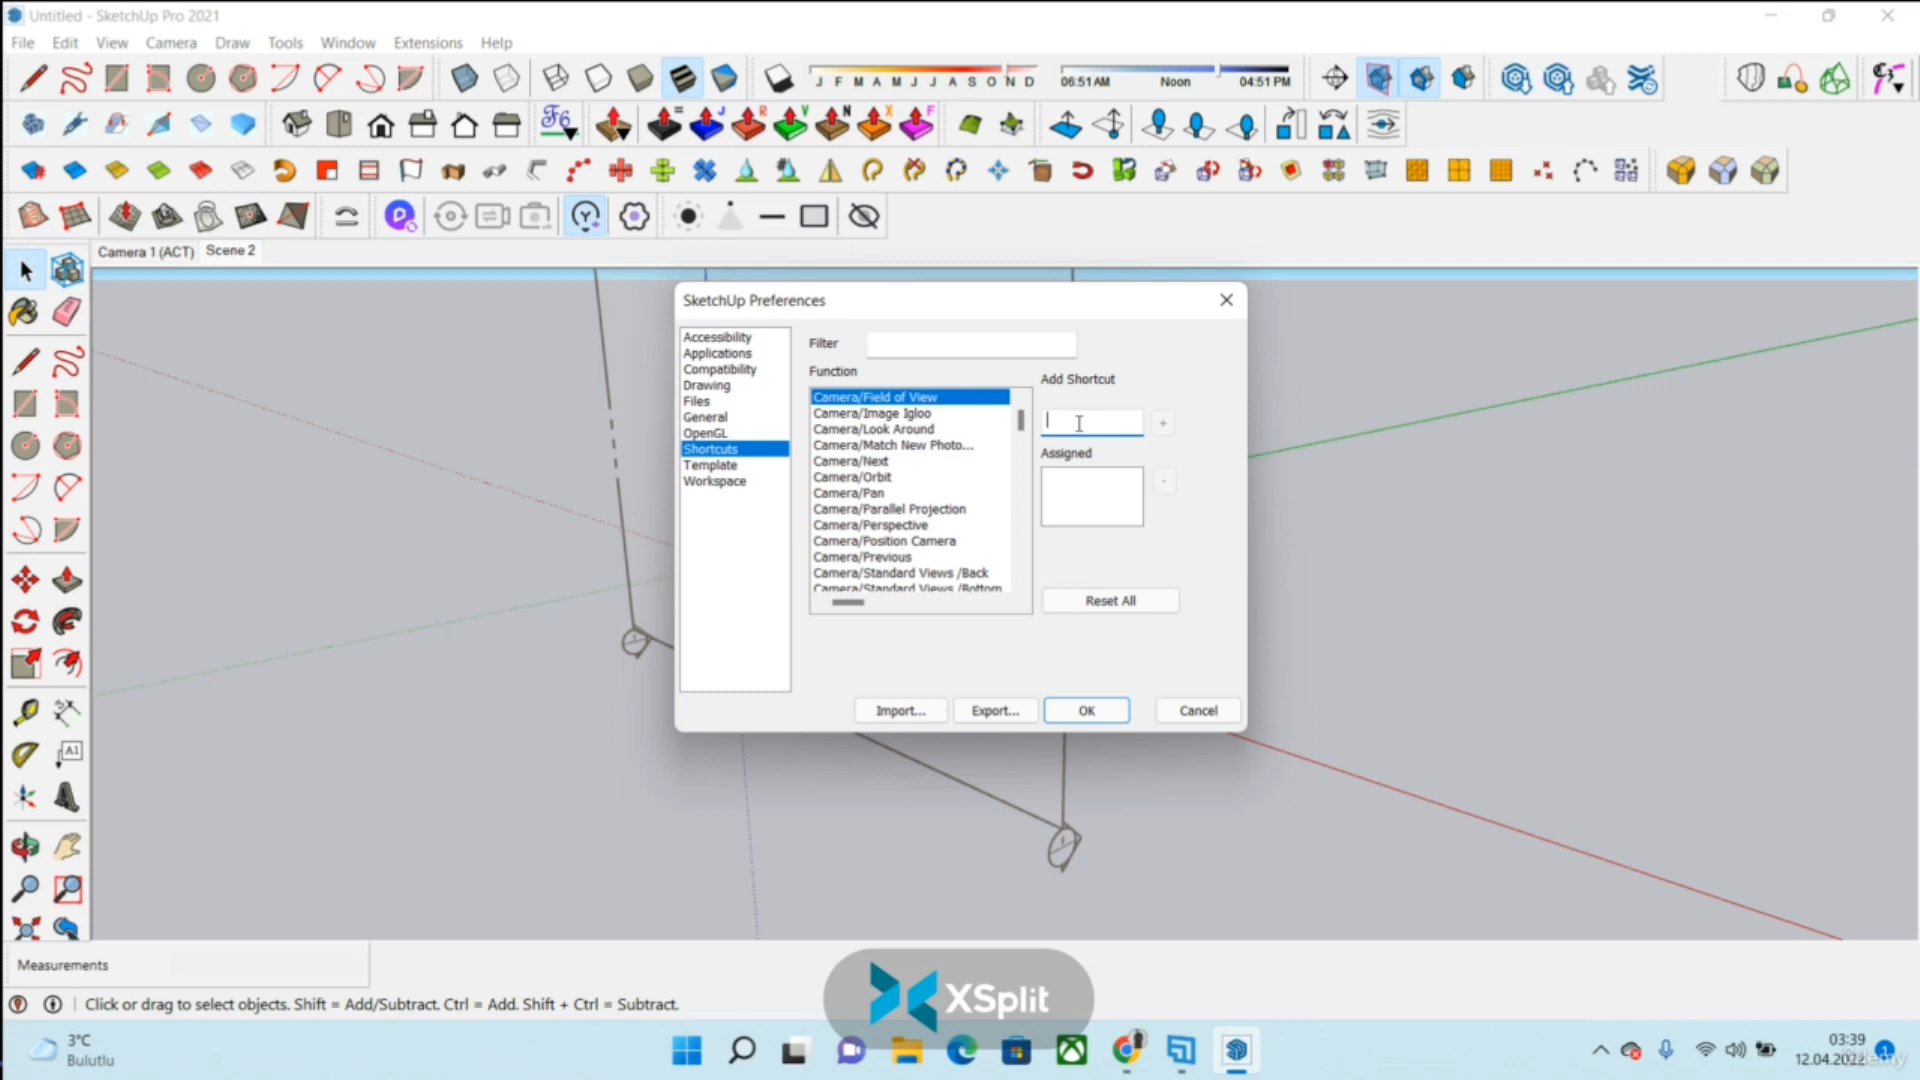 Untitled - SketchUp Pro 2021
File Edit View Camera Draw Tools Window Extensions Help
J F M A M J J A S O N D 06:51 AM Noon 04:51 PM
Camera 1 (ACT) Scene 2
SketchUp Preferences
Accessibility
Applications
Compatibility
Drawing
Files
General
OpenGL
Shortcuts
Template
Workspace
Filter
Function
Camera/Field of View
Camera/Image Igloo
Camera/Look Around
Camera/Match New Photo...
Camera/Next
Camera/Orbit
Camera/Pan
Camera/Parallel Projection
Camera/Perspective
Camera/Position Camera
Camera/Previous
Camera/Standard Views /Back
Camera/Standard Views /Bottom
Add Shortcut
+
Assigned
-
Reset All
Import... Export... OK Cancel
Measurements
Click or drag to select objects. Shift = Add/Subtract. Ctrl = Add. Shift + Ctrl = Subtract.
XSplit
3°C
Bulutlu
03:39
12.04.2022